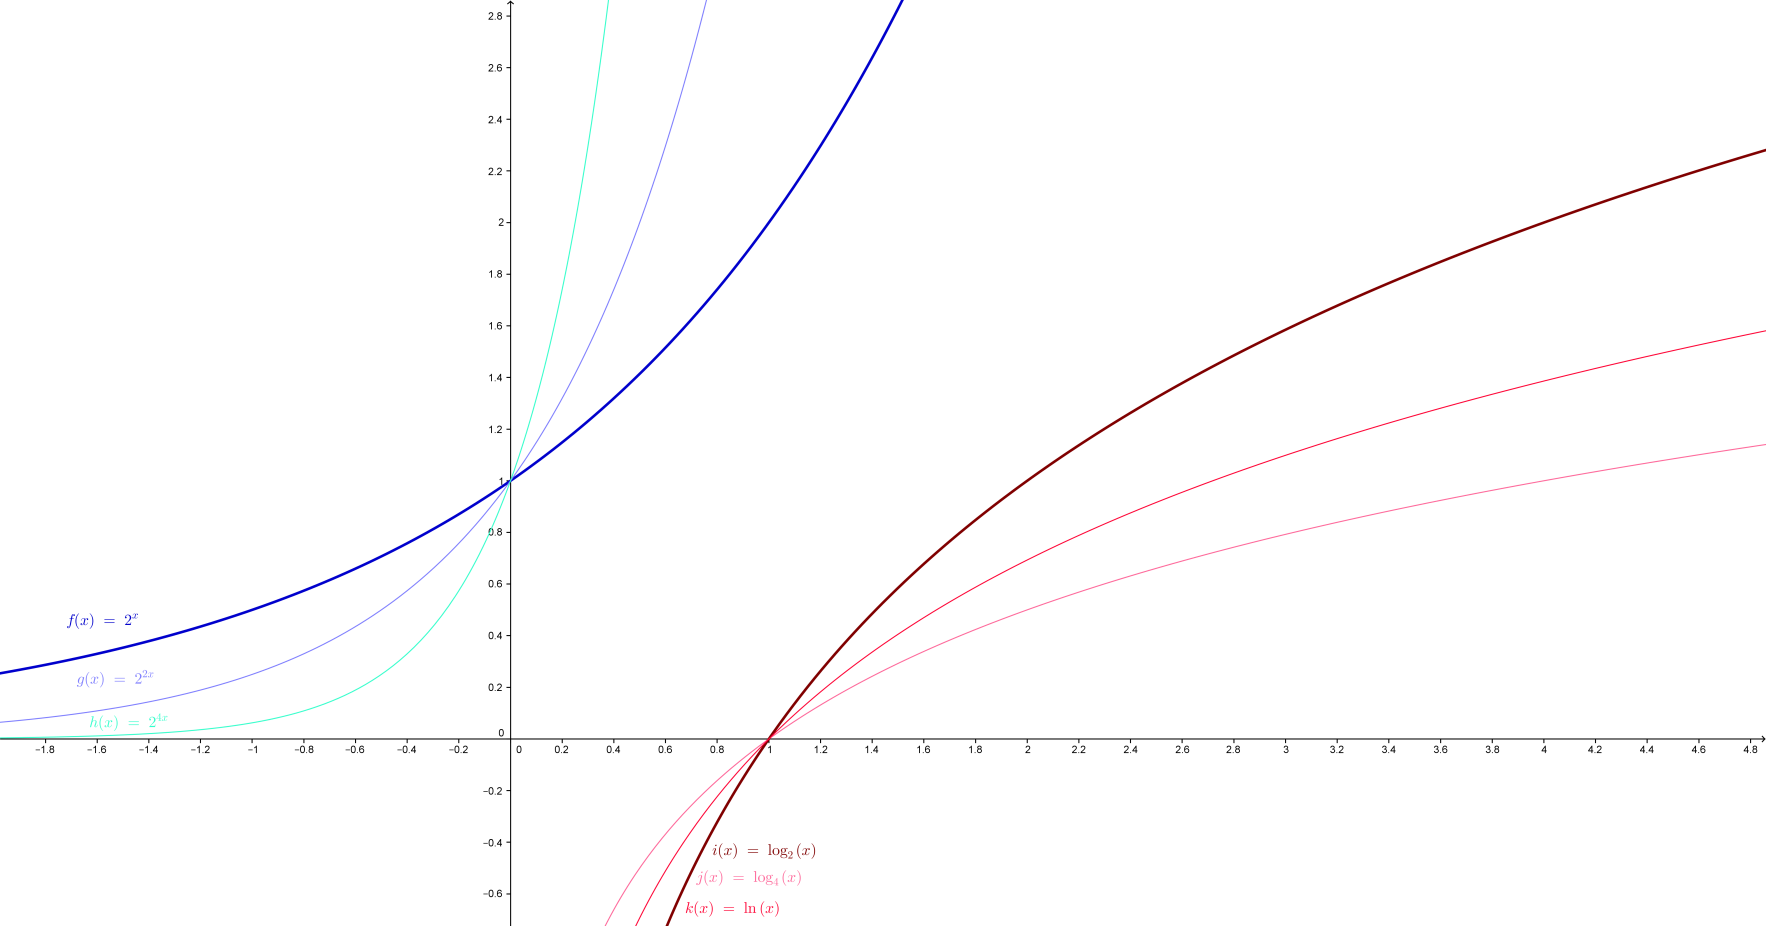 2.8
2.6
2.4
2.2
2
1.8
1.6
1.4
1.2
1
0.8
f(x) = 2^x
0.6
0.4
g(x) = 2^{2x}
0.2
h(x) = 2^{4x}
0
−1.8 −1.6 −1.4 −1.2 −1 −0.8 −0.6 −0.4 −0.2 0 0.2 0.4 0.6 0.8 1 1.2 1.4 1.6 1.8 2 2.2 2.4 2.6 2.8 3 3.2 3.4 3.6 3.8 4 4.2 4.4 4.6 4.8
−0.2
−0.4
i(x) = log₂(x)
j(x) = log₄(x)
−0.6
k(x) = ln(x)